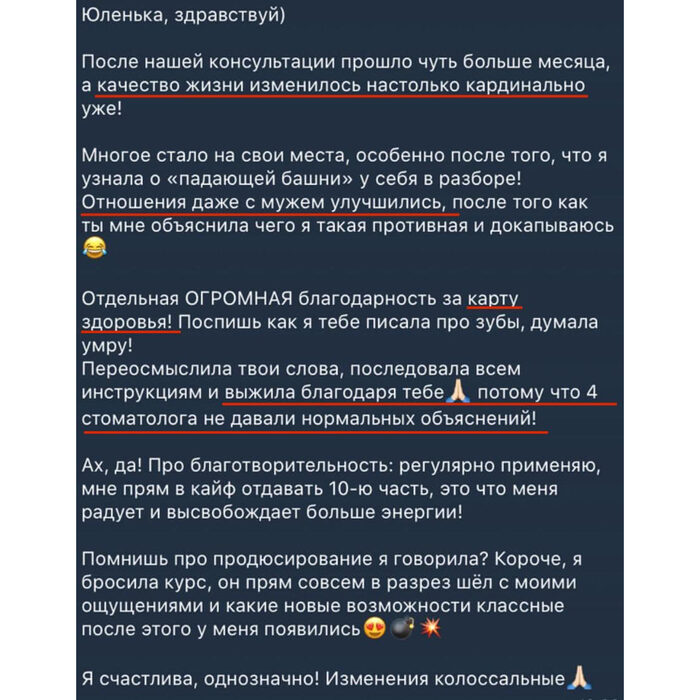 Юленька, здравствуй)
После нашей консультации прошло чуть больше месяца,
а качество жизни изменилось настолько кардинально
уже!
Многое стало на свои места, особенно после того, что я
узнала о «падающей башни» у себя в разборе!
Отношения даже с мужем улучшились, после того как
ты мне объяснила чего я такая противная и докапываюсь
😂
Отдельная ОГРОМНАЯ благодарность за карту
здоровья! Поспишь как я тебе писала про зубы, думала
умру!
Переосмыслила твои слова, последовала всем
инструкциям и выжила благодаря тебе🙏🏻 потому что 4
стоматолога не давали нормальных объяснений!
Ах, да! Про благотворительность: регулярно применяю,
мне прям в кайф отдавать 10-ю часть, это что меня
радует и высвобождает больше энергии!
Помнишь про продюсирование я говорила? Короче, я
бросила курс, он прям совсем в разрез шёл с моими
ощущениями и какие новые возможности классные
после этого у меня появились😍💣💥
Я счастлива, однозначно! Изменения колоссальные🙏🏻